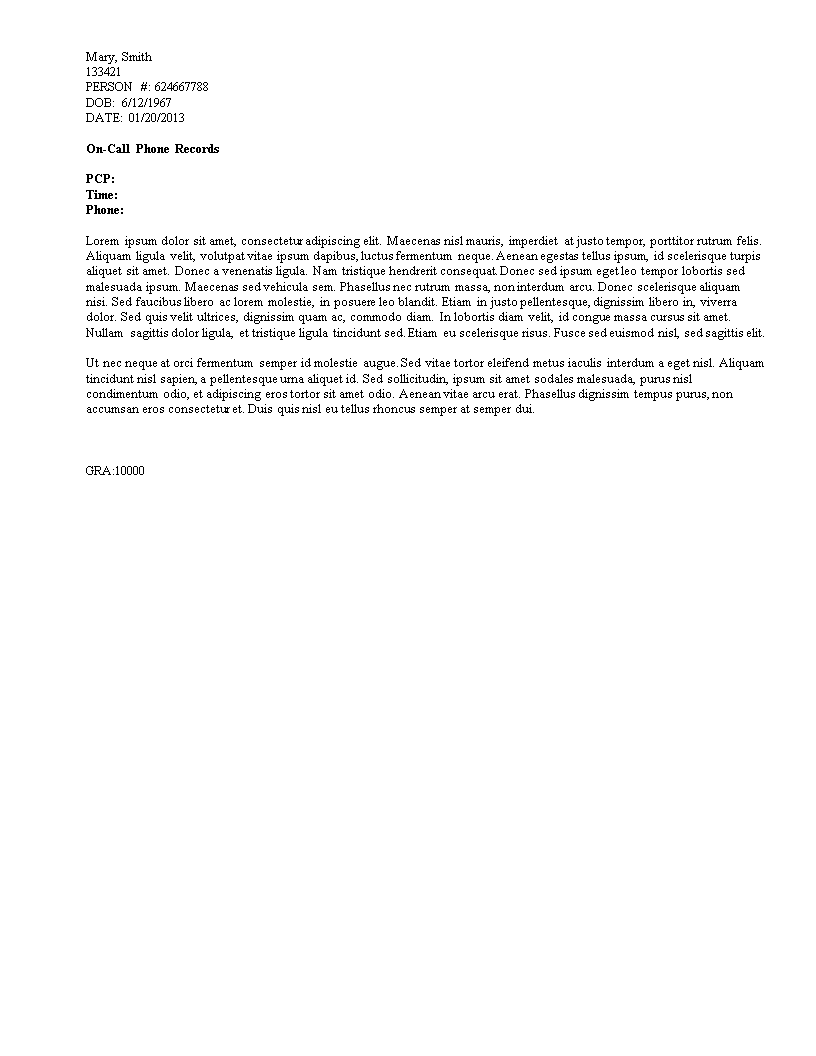 Mary, Smith
133421
PERSON #: 624667788
DOB: 6/12/1967
DATE: 01/20/2013
On-Call Phone Records
PCP:
Time:
Phone:
Lorem ipsum dolor sit amet, consectetur adipiscing elit. Maecenas nisl mauris, imperdiet at justo tempor, porttitor rutrum felis.
Aliquam ligula velit, volutpat vitae ipsum dapibus, luctus fermentum neque. Aenean egestas tellus ipsum, id scelerisque turpis
aliquet sit amet. Donec a venenatis ligula. Nam tristique hendrerit consequat. Donec sed ipsum eget leo tempor lobortis sed
malesuada ipsum. Maecenas sed vehicula sem. Phasellus nec rutrum massa, non interdum arcu. Donec scelerisque aliquam
nisi. Sed faucibus libero ac lorem molestie, in posuere leo blandit. Etiam in justo pellentesque, dignissim libero in, viverra
dolor. Sed quis velit ultrices, dignissim quam ac, commodo diam. In lobortis diam velit, id congue massa cursus sit amet.
Nullam sagittis dolor ligula, et tristique ligula tincidunt sed. Etiam eu scelerisque risus. Fusce sed euismod nisl, sed sagittis elit.
Ut nec neque at orci fermentum semper id molestie augue. Sed vitae tortor eleifend metus iaculis interdum a eget nisl. Aliquam
tincidunt nisl sapien, a pellentesque urna aliquet id. Sed sollicitudin, ipsum sit amet sodales malesuada, purus nisl
condimentum odio, et adipiscing eros tortor sit amet odio. Aenean vitae arcu erat. Phasellus dignissim tempus purus, non
accumsan eros consectetur et. Duis quis nisl eu tellus rhoncus semper at semper dui.
GRA:10000